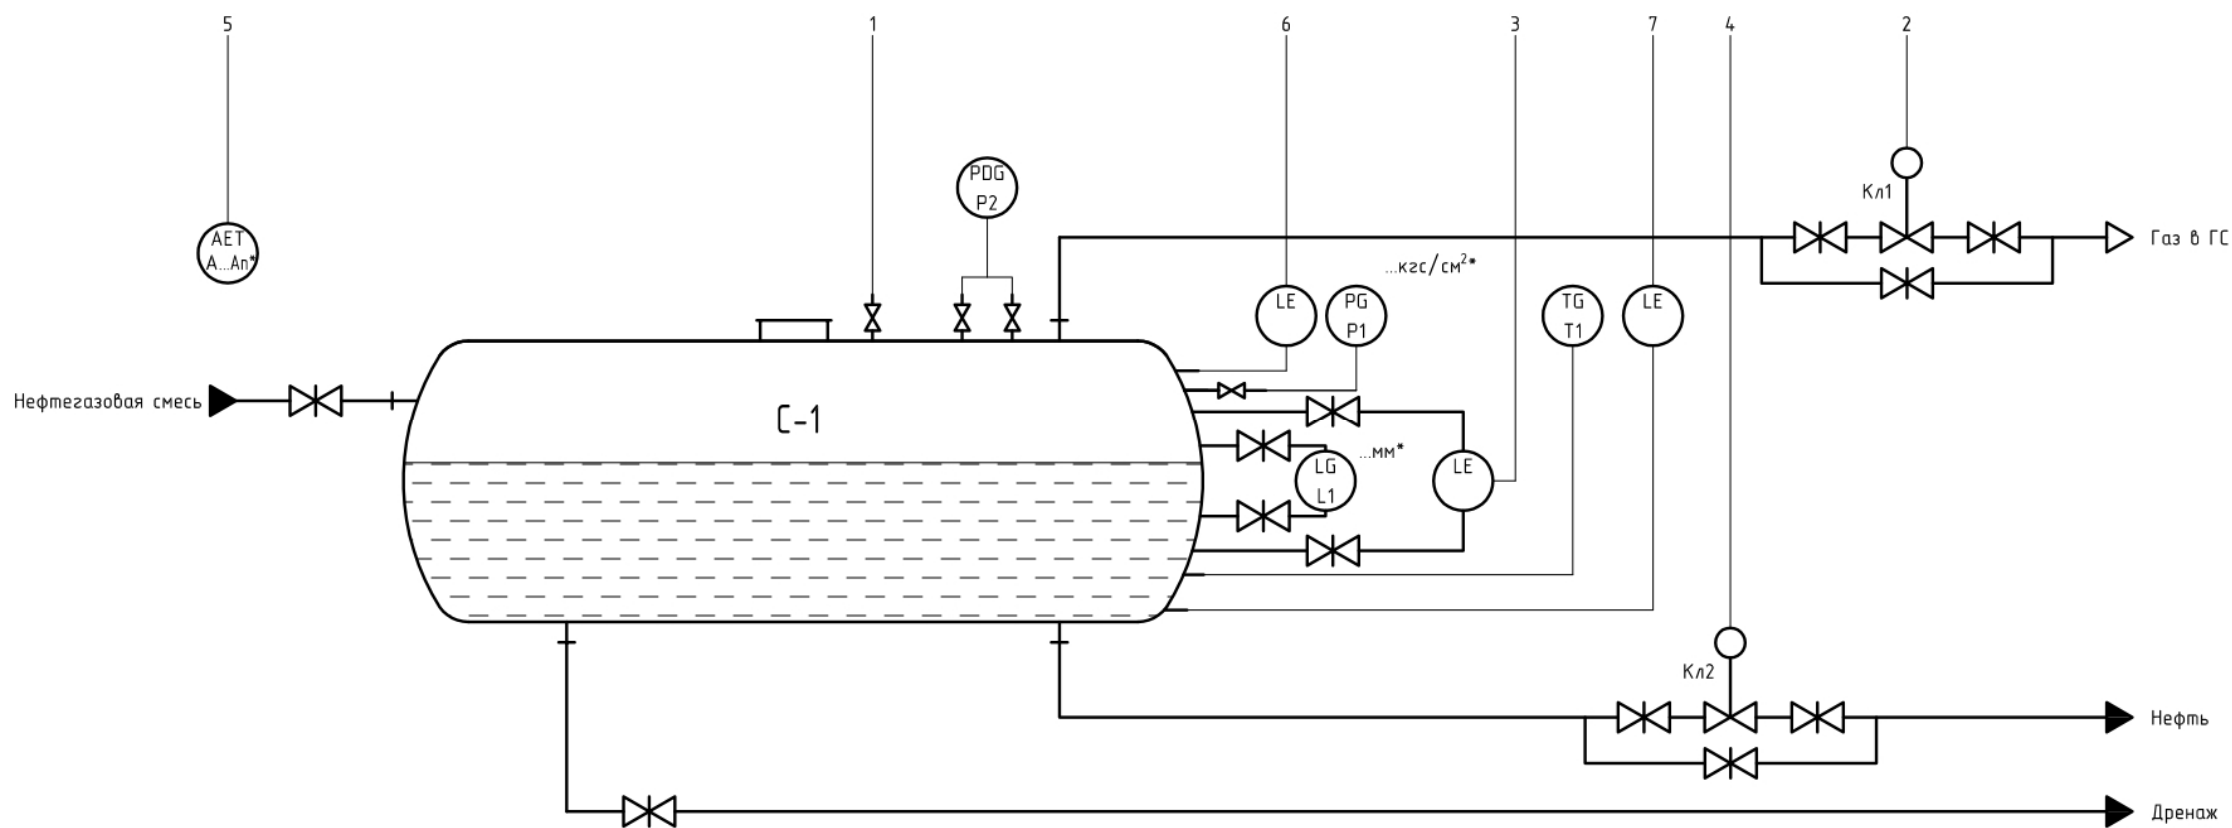 5
1
6
3
7
4
2
PDG
P2
Кл1
AET
A...An*
Газ в ГС
...кгс/см²*
LE
PG
P1
TG
T1
LE
Нефтегазовая смесь
С-1
...мм*
LG
L1
LE
Кл2
Нефть
Дренаж